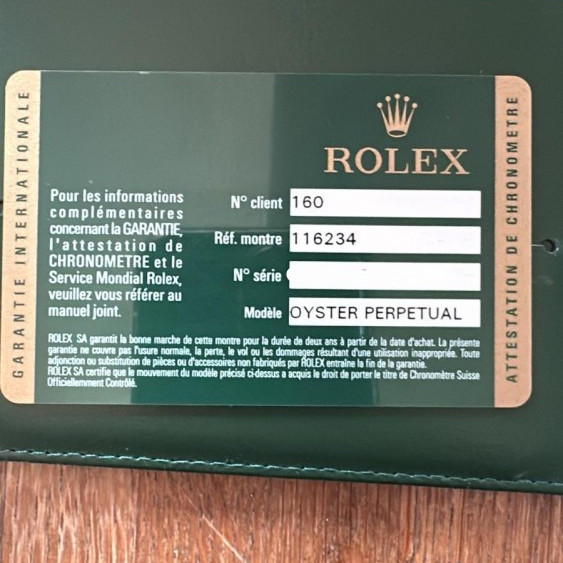 GARANTIE INTERNATIONALE
ROLEX
Pour les informations
complémentaires
concernant la GARANTIE,
l'attestation de
CHRONOMETRE et le
Service Mondial Rolex,
veuillez vous référer au
manuel joint.
N° client 160
Réf. montre 116234
N° série
Modèle OYSTER PERPETUAL
ROLEX SA garantit la bonne marche de cette montre pour la durée de deux ans à partir de la date d'achat. La présente
garantie ne couvre pas l'usure normale, la perte, le vol ou les dommages résultant d'une utilisation inappropriée. Toute
adjonction ou substitution de pièces ou d'accessoires non fabriqués par ROLEX entraîne la fin de la garantie.
ROLEX SA certifie que le mouvement du modèle précisé ci-dessus a acquis le droit de porter le titre de Chronomètre Suisse
Officiellement Contrôlé.
ATTESTATION DE CHRONOMETRE